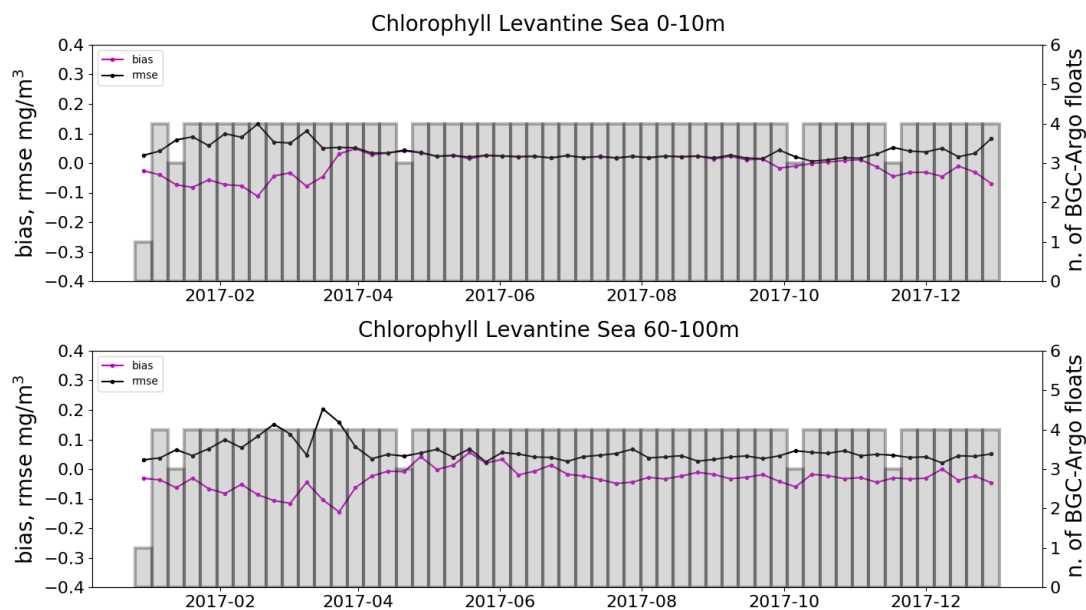 Chlorophyll Levantine Sea 0-10m
bias, rmse mg/m³
0.4
0.3
0.2
0.1
0.0
−0.1
−0.2
−0.3
−0.4
bias
rmse
6
5
4
3
2
1
0
n. of BGC-Argo floats
2017-02 2017-04 2017-06 2017-08 2017-10 2017-12
Chlorophyll Levantine Sea 60-100m
bias, rmse mg/m³
0.4
0.3
0.2
0.1
0.0
−0.1
−0.2
−0.3
−0.4
bias
rmse
6
5
4
3
2
1
0
n. of BGC-Argo floats
2017-02 2017-04 2017-06 2017-08 2017-10 2017-12